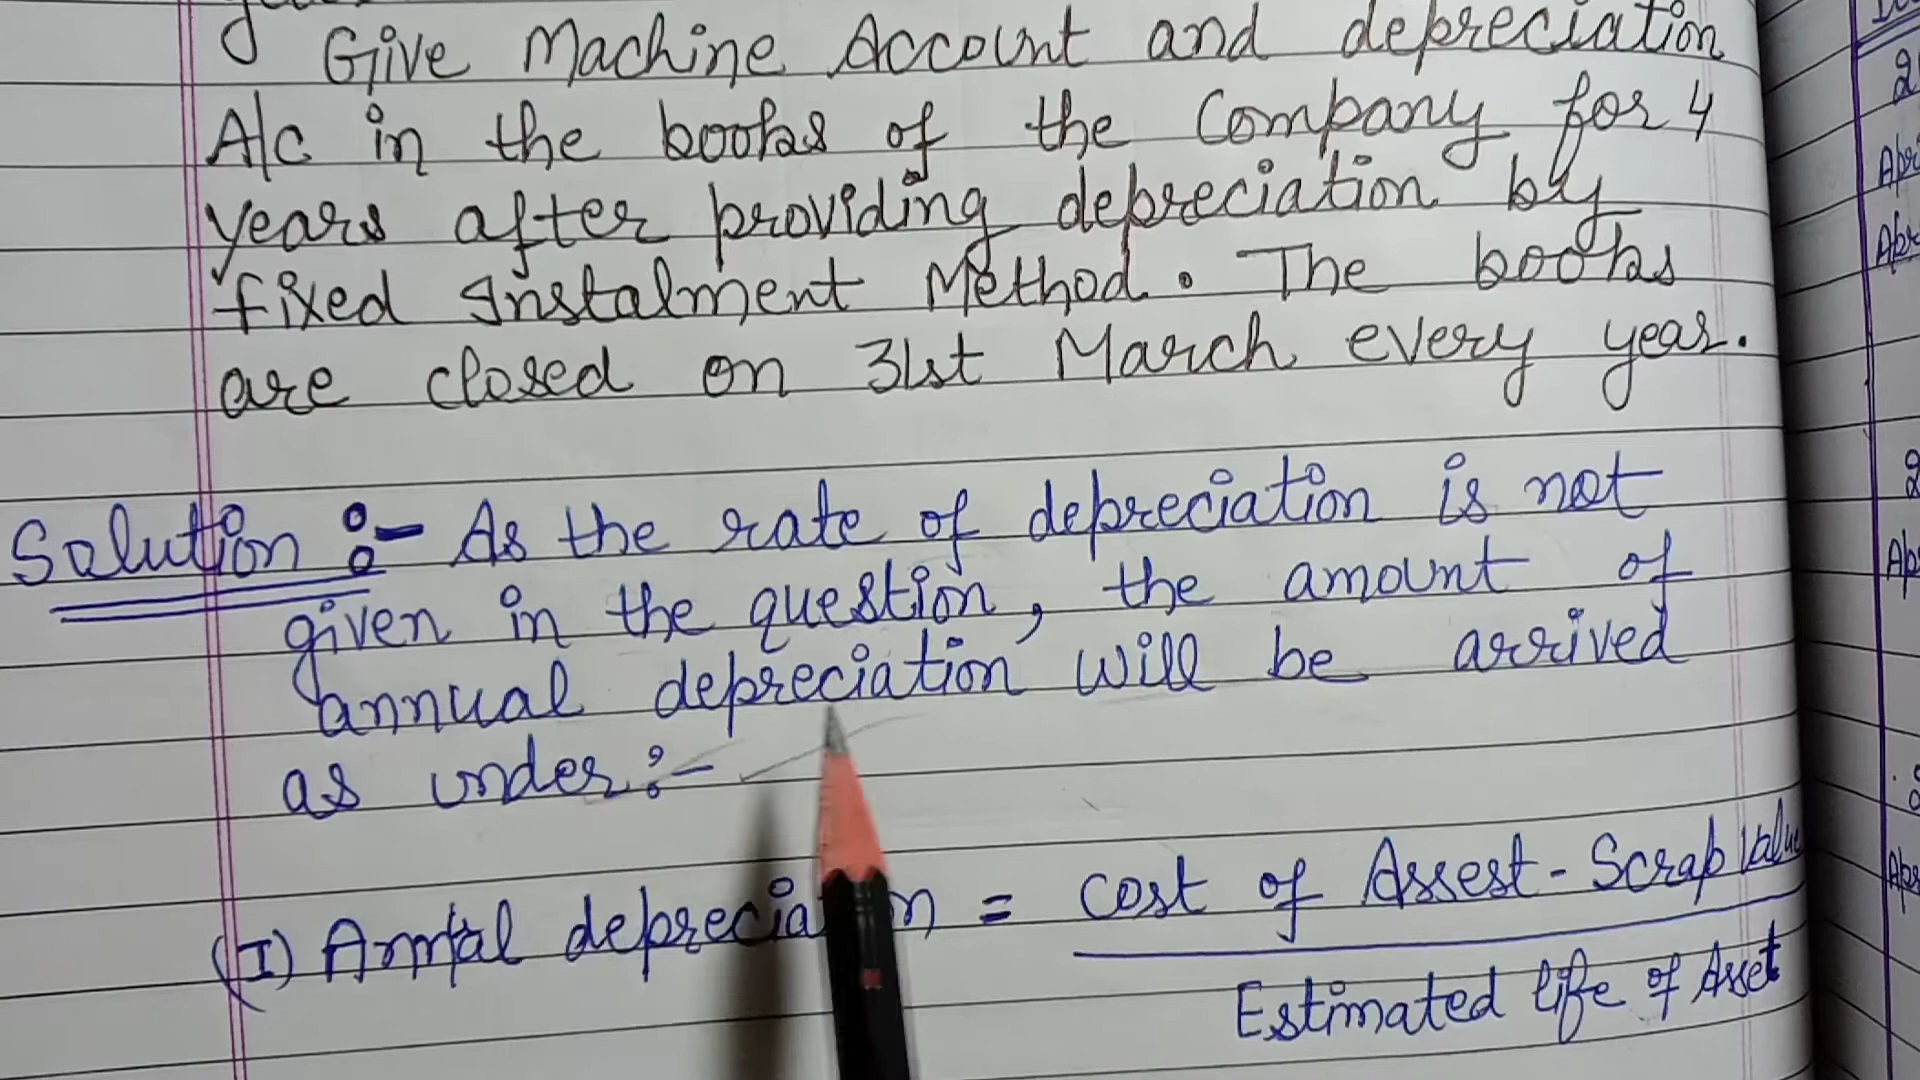 Give Machine Account and depreciation
A/c in the books of the Company for 4
years after providing depreciation by
fixed Instalment Method. The books
are closed on 31st March every year.
Solution :- As the rate of depreciation is not
given in the question, the amount of
annual depreciation will be arrived
as under :-
(I) Annual depreciation = Cost of Assest - Scrap Value
Estimated life of Asset